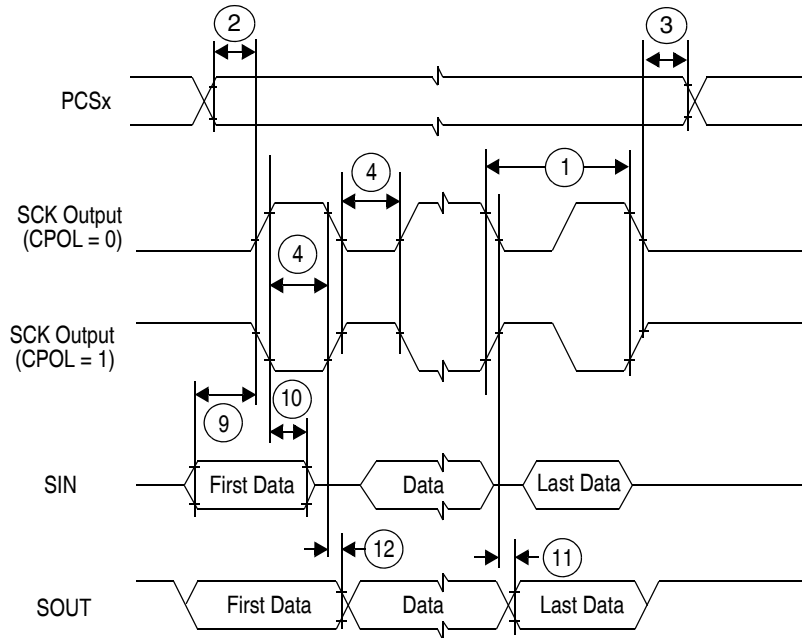 2
3
PCSx
4
1
SCK Output
(CPOL = 0)
4
SCK Output
(CPOL = 1)
9
10
SIN
First Data
Data
Last Data
12
11
SOUT
First Data
Data
Last Data